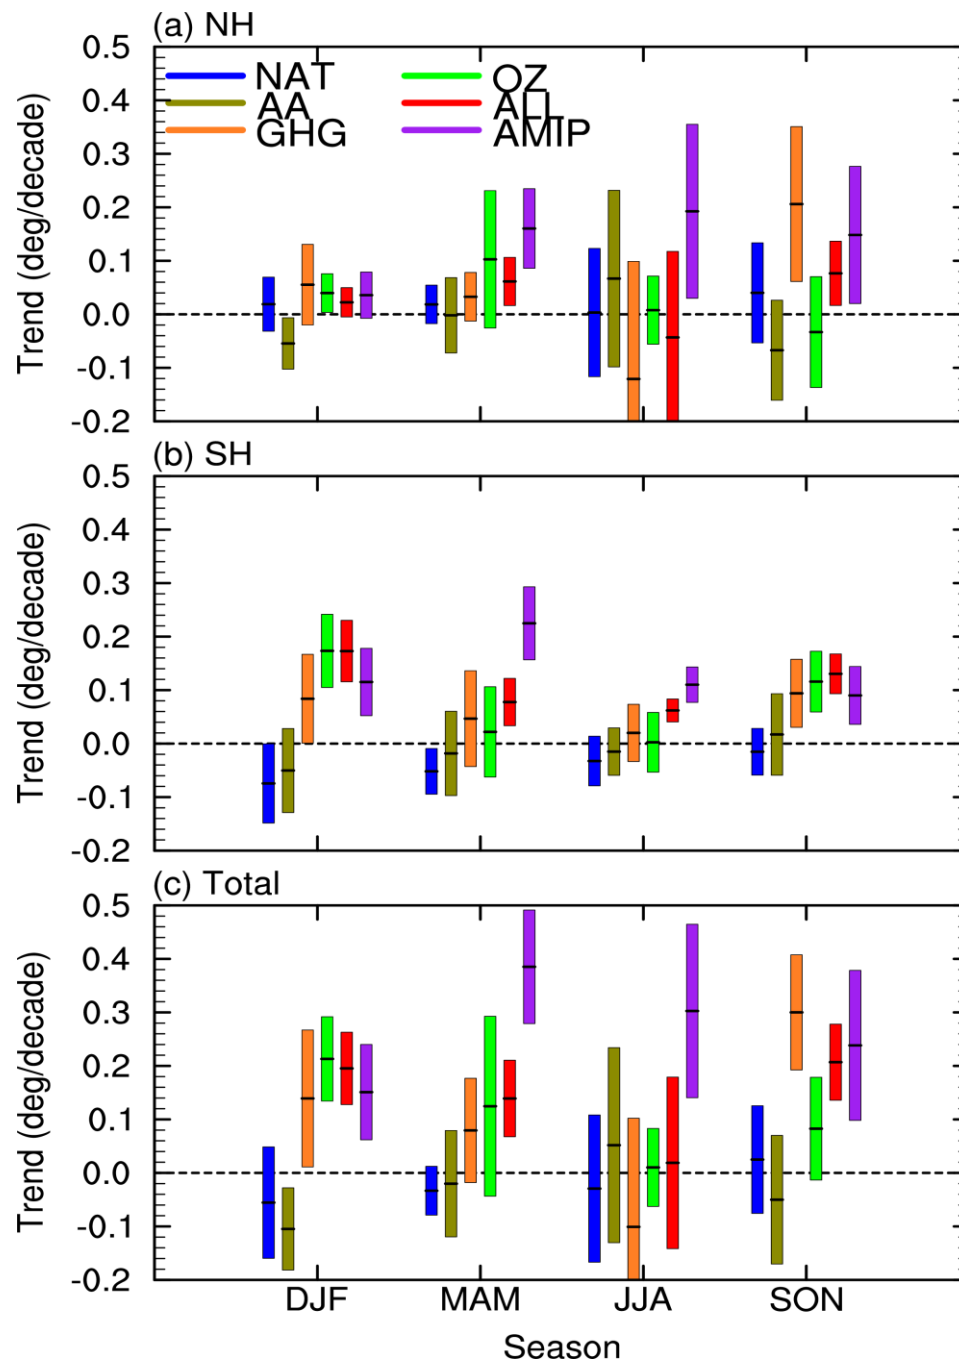 (a) NH
0.5
0.4
0.3
0.2
0.1
0.0
-0.1
-0.2
Trend (deg/decade)
NAT OZ
AA ALL
GHG AMIP
(b) SH
0.5
0.4
0.3
0.2
0.1
0.0
-0.1
-0.2
Trend (deg/decade)
(c) Total
0.5
0.4
0.3
0.2
0.1
0.0
-0.1
-0.2
Trend (deg/decade)
DJF MAM JJA SON
Season